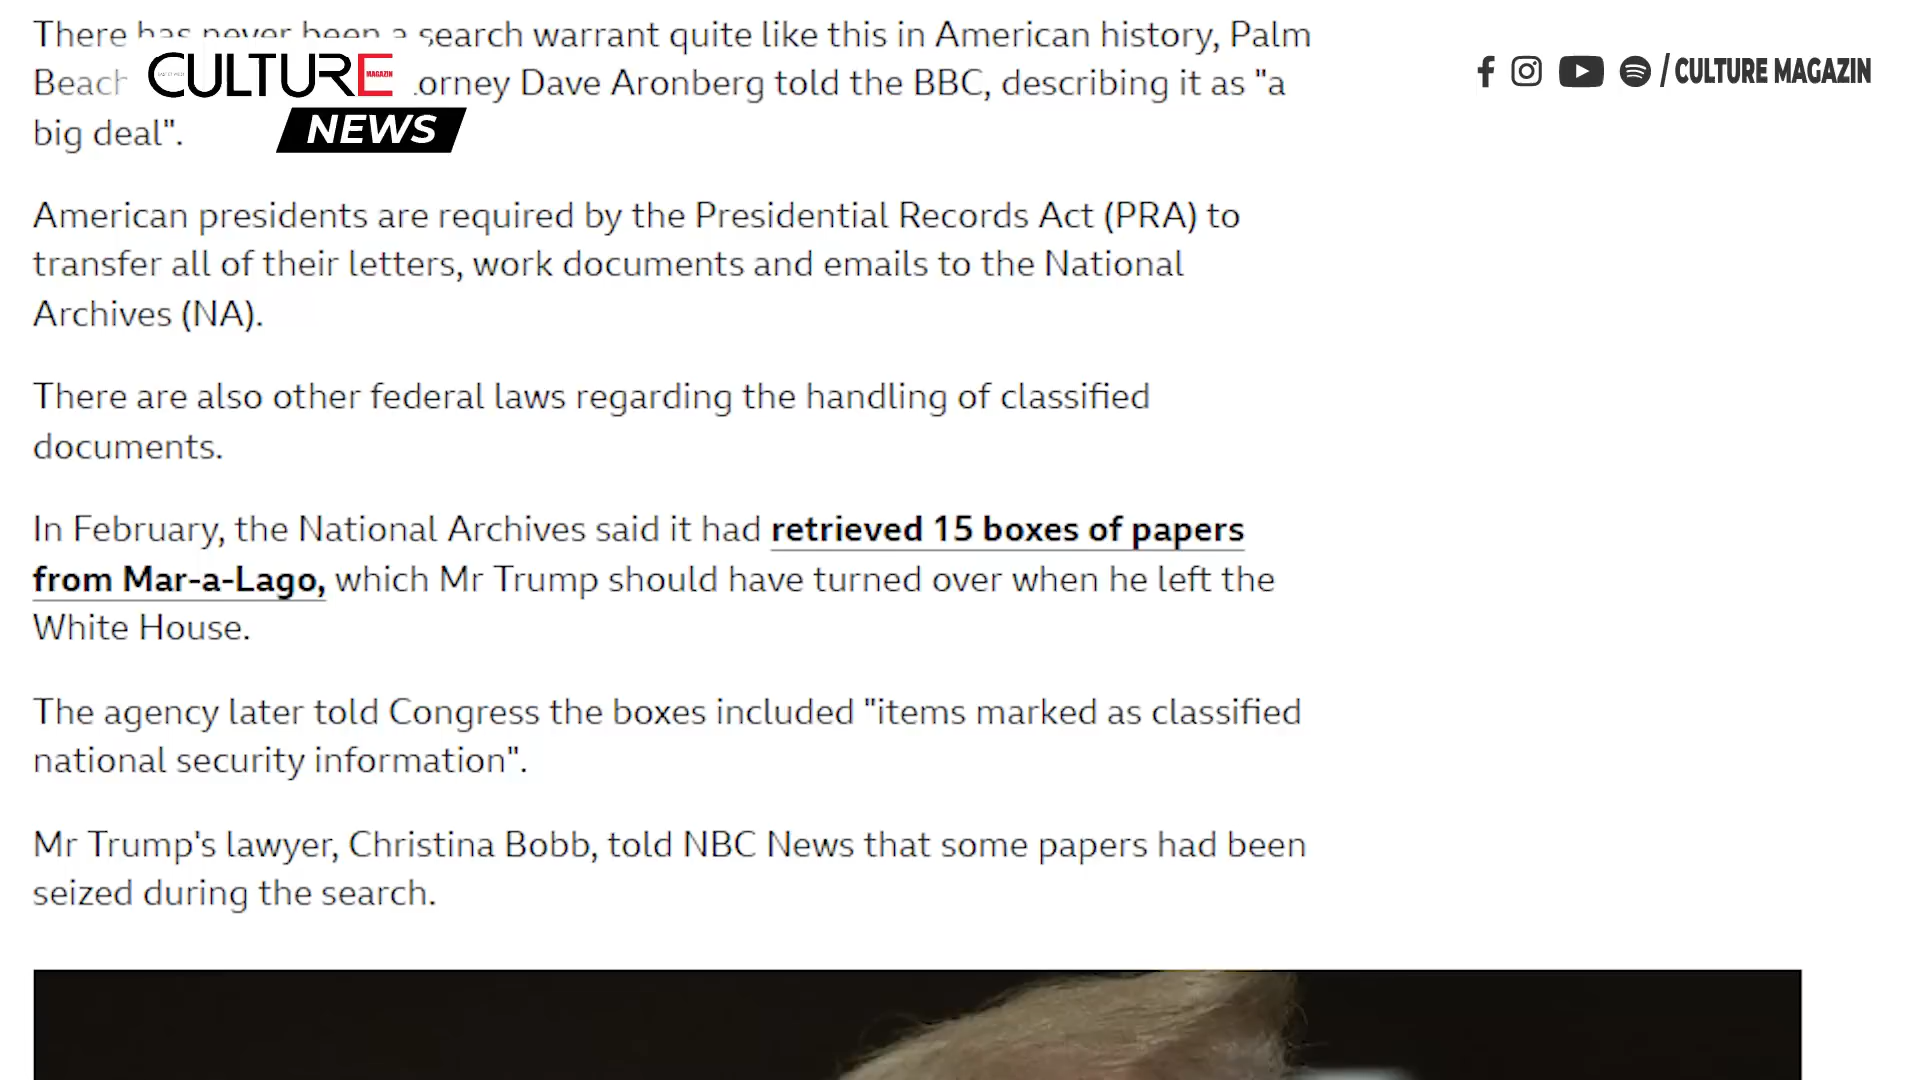 There has never been a search warrant quite like this in American history, Palm
Beach orney Dave Aronberg told the BBC, describing it as "a
big deal".
CULTURE
MAGAZIN
NEWS
/ CULTURE MAGAZIN
American presidents are required by the Presidential Records Act (PRA) to
transfer all of their letters, work documents and emails to the National
Archives (NA).
There are also other federal laws regarding the handling of classified
documents.
In February, the National Archives said it had retrieved 15 boxes of papers
from Mar-a-Lago, which Mr Trump should have turned over when he left the
White House.
The agency later told Congress the boxes included "items marked as classified
national security information".
Mr Trump's lawyer, Christina Bobb, told NBC News that some papers had been
seized during the search.